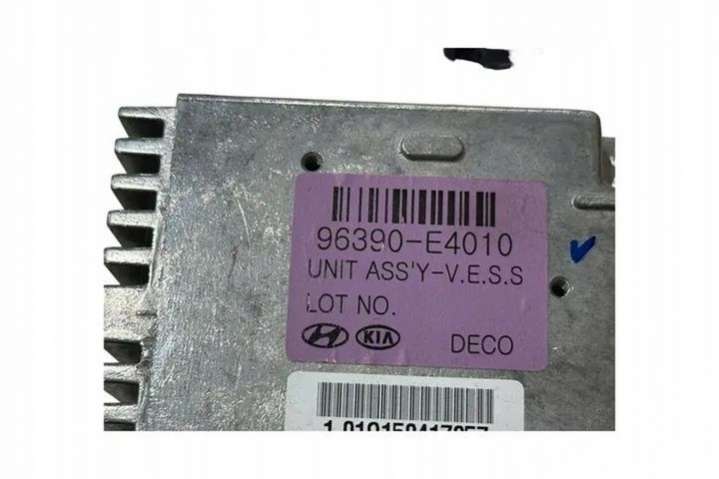 96390-E4010
UNIT ASS'Y-V.E.S.S
LOT NO.
KIA DECO